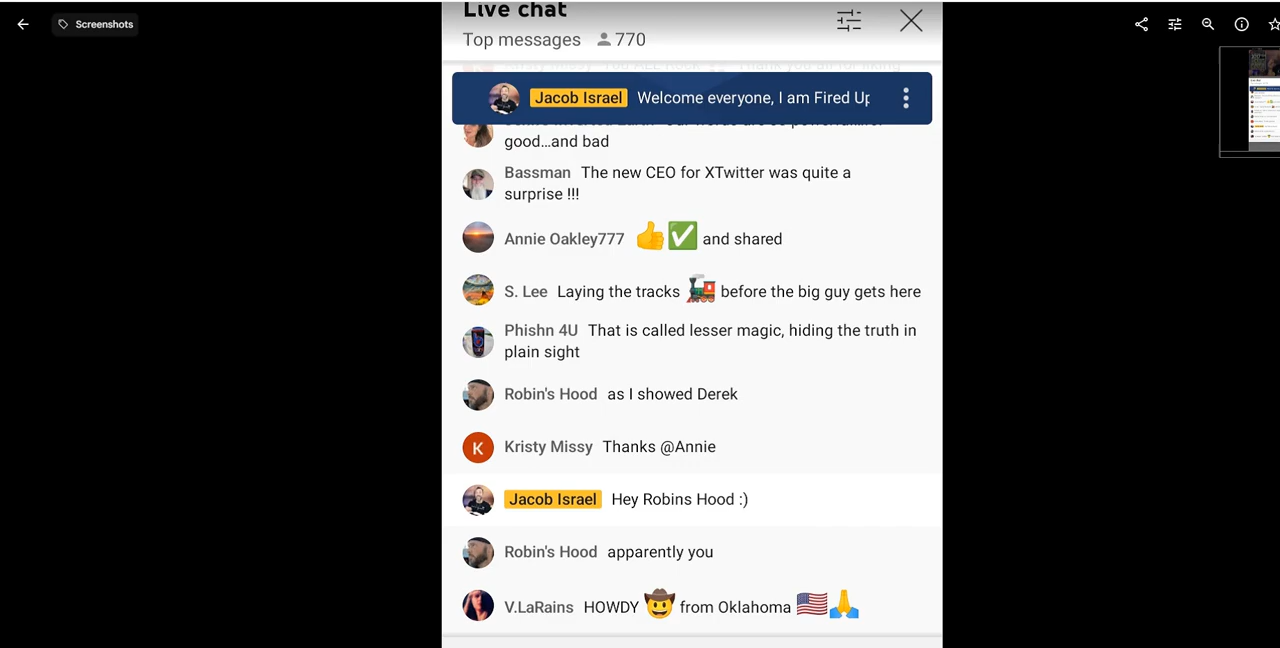 Screenshots
Live chat
Top messages 770
Jacob Israel Welcome everyone, I am Fired Up
good...and bad
Bassman The new CEO for XTwitter was quite a
surprise !!!
Annie Oakley777 👍✅ and shared
S. Lee Laying the tracks 🚂 before the big guy gets here
Phishn 4U That is called lesser magic, hiding the truth in
plain sight
Robin's Hood as I showed Derek
K Kristy Missy Thanks @Annie
Jacob Israel Hey Robins Hood :)
Robin's Hood apparently you
V.LaRains HOWDY 🤠 from Oklahoma 🇺🇸🙏